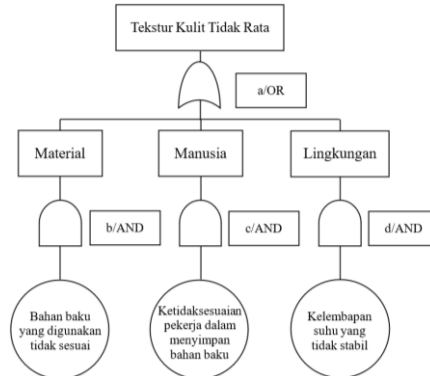 Tekstur Kulit Tidak Rata
a/OR
Material
Manusia
Lingkungan
b/AND
c/AND
d/AND
Bahan baku
yang digunakan
tidak sesuai
Ketidaksesuaian
pekerja dalam
menyimpan
bahan baku
Kelembapan
suhu yang
tidak stabil